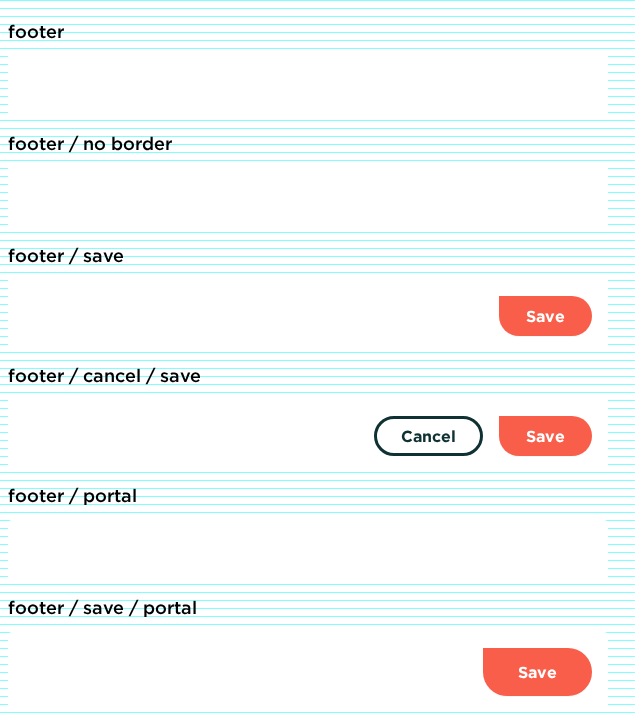 footer
footer / no border
footer / save
Save
footer / cancel / save
Cancel Save
footer / portal
footer / save / portal
Save